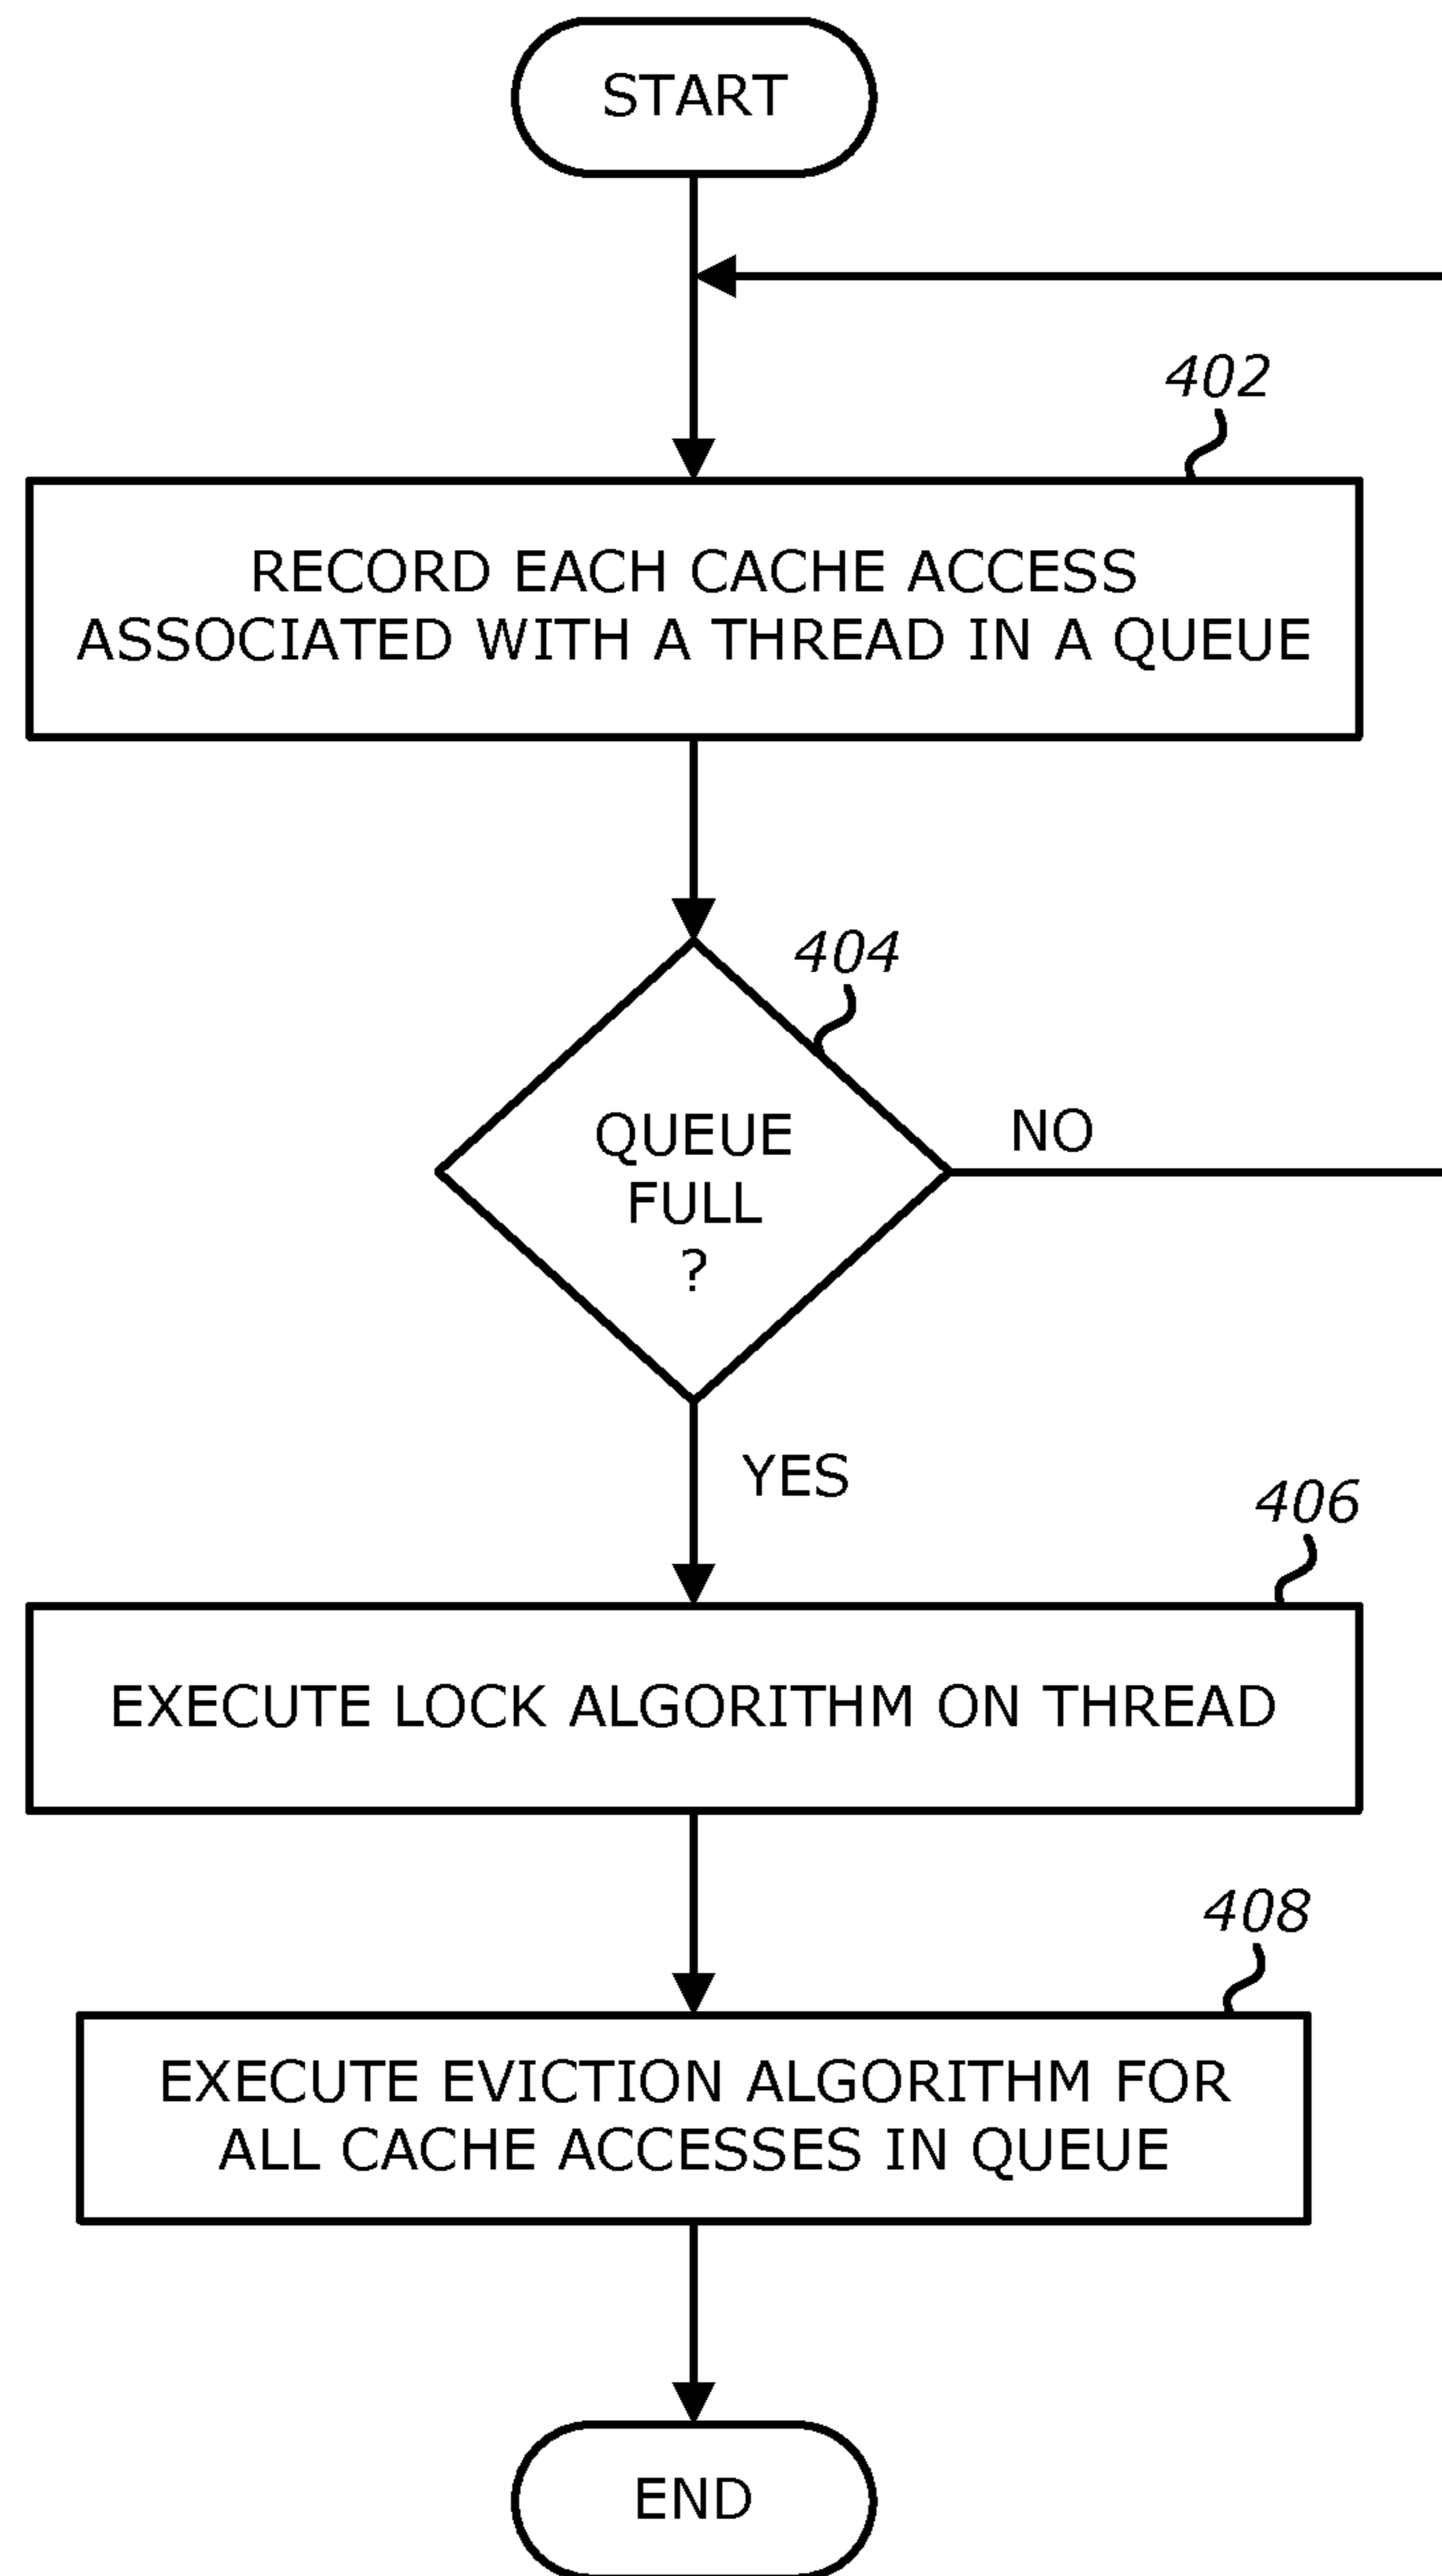 START
402
RECORD EACH CACHE ACCESS
ASSOCIATED WITH A THREAD IN A QUEUE
404
QUEUE
FULL
?
NO
YES
406
EXECUTE LOCK ALGORITHM ON THREAD
408
EXECUTE EVICTION ALGORITHM FOR
ALL CACHE ACCESSES IN QUEUE
END